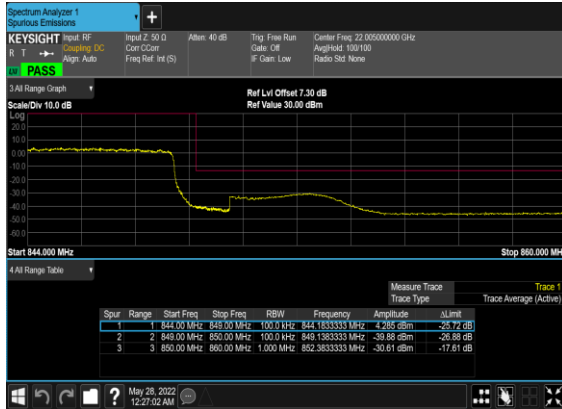 Spectrum Analyzer 1
Spurious Emissions
+
KEYSIGHT Input: RF Input Z: 50 Ω Atten: 40 dB Trig: Free Run Center Freq: 22.005000000 GHz
R T Coupling: DC Corr CCorr Gate: Off Avg|Hold: 100/100
Align: Auto Freq Ref: Int (S) IF Gain: Low Radio Std: None
PASS
3 All Range Graph
Ref Lvl Offset 7.30 dB
Scale/Div 10.0 dB Ref Value 30.00 dBm
Log
20.0
10.0
0.00
-10.0
-20.0
-30.0
-40.0
-50.0
-60.0
Start 844.000 MHz Stop 860.000 MH
4 All Range Table
Measure Trace Trace 1
Trace Type Trace Average (Active)
Spur Range Start Freq Stop Freq RBW Frequency Amplitude ΔLimit
1 1 844.00 MHz 849.00 MHz 100.0 kHz 844.1833333 MHz 4.285 dBm -25.72 dB
2 2 849.00 MHz 850.00 MHz 100.0 kHz 849.1383333 MHz -39.88 dBm -26.88 dB
3 3 850.00 MHz 860.00 MHz 1.000 MHz 852.3833333 MHz -30.61 dBm -17.61 dB
? May 28, 2022
12:27:02 AM